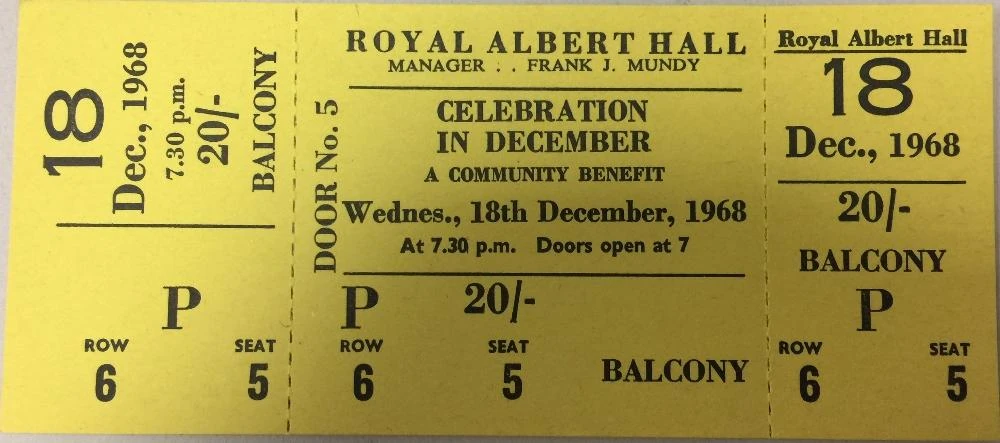 18
Dec., 1968
7.30 p.m.
20/-
BALCONY
P
ROW SEAT
6 5
DOOR No. 5
ROYAL ALBERT HALL
MANAGER . . FRANK J. MUNDY
CELEBRATION
IN DECEMBER
A COMMUNITY BENEFIT
Wednes., 18th December, 1968
At 7.30 p.m. Doors open at 7
P 20/-
ROW SEAT
6 5 BALCONY
Royal Albert Hall
18
Dec., 1968
20/-
BALCONY
P
ROW SEAT
6 5